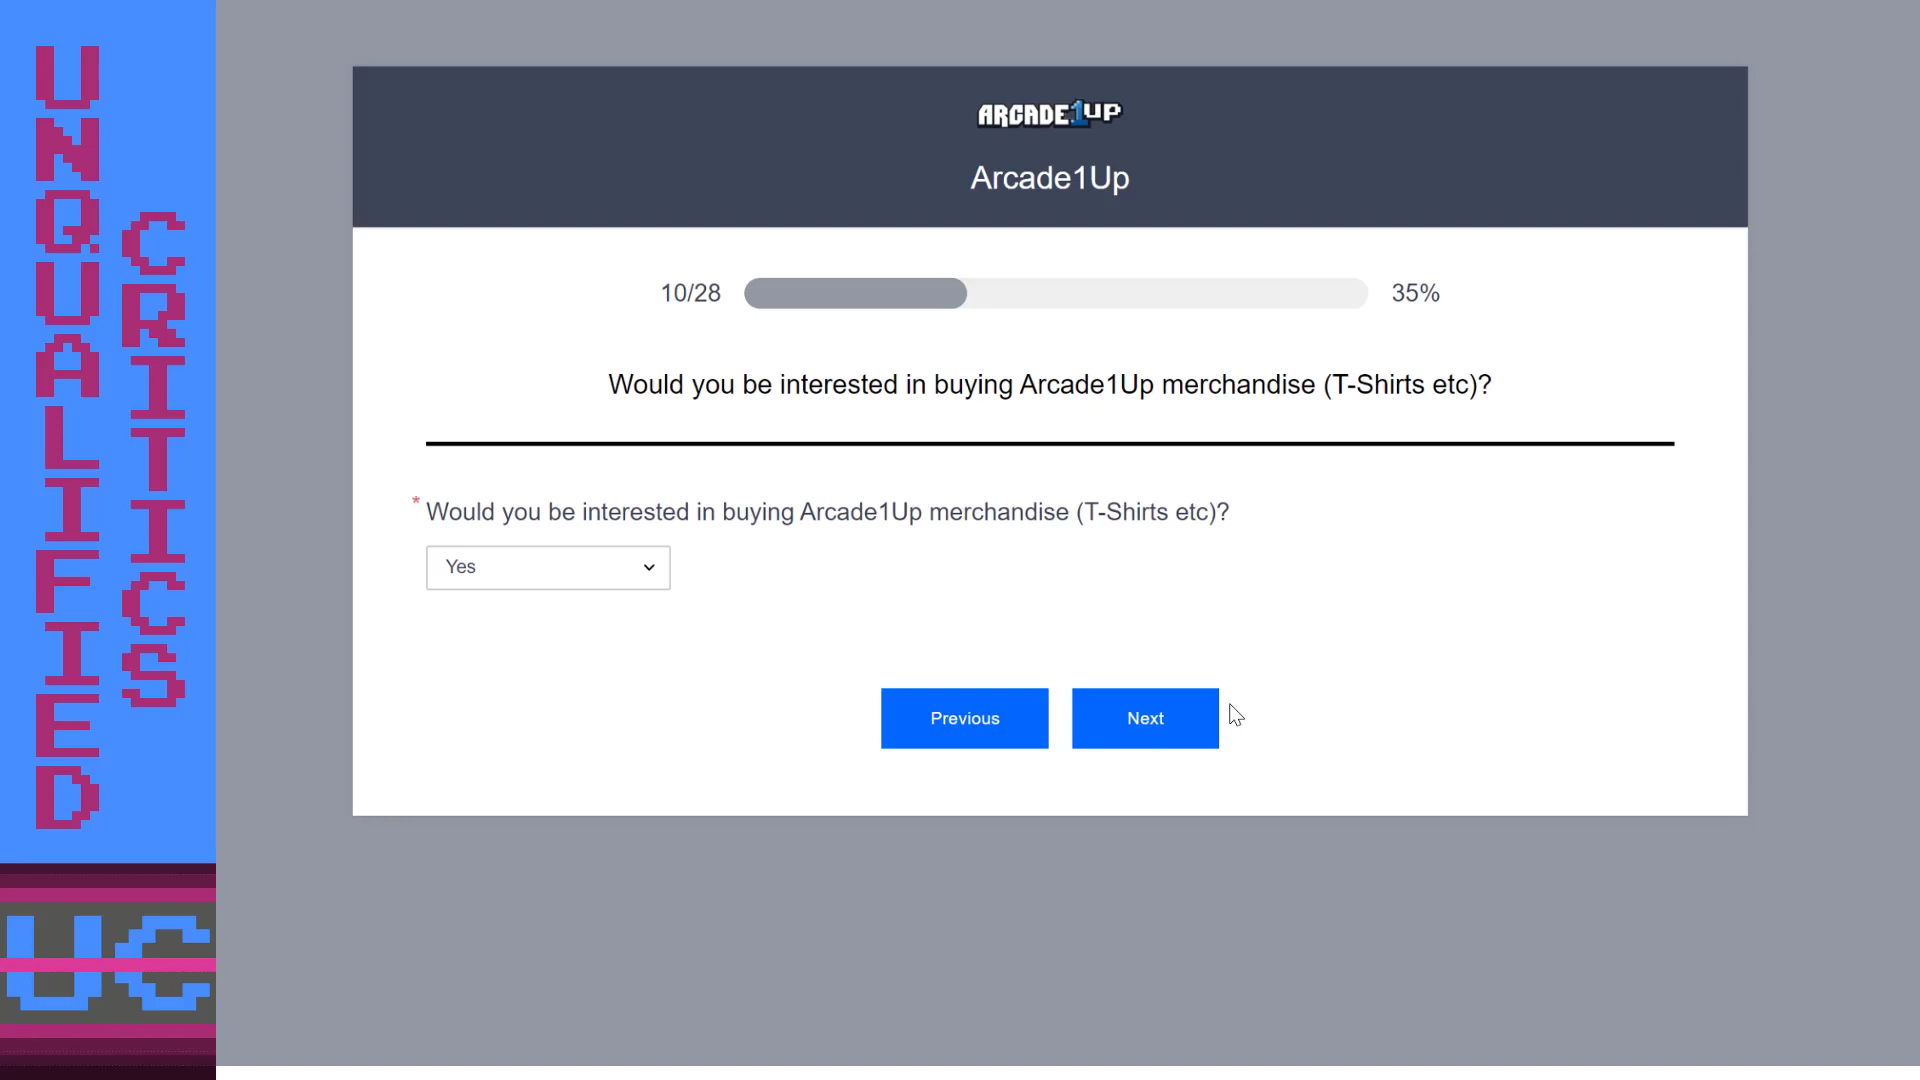 UNQUALIFIED
CRITICS
UC
ARCADE1UP
Arcade1Up
10/28
35%
Would you be interested in buying Arcade1Up merchandise (T-Shirts etc)?
* Would you be interested in buying Arcade1Up merchandise (T-Shirts etc)?
Yes
Previous
Next